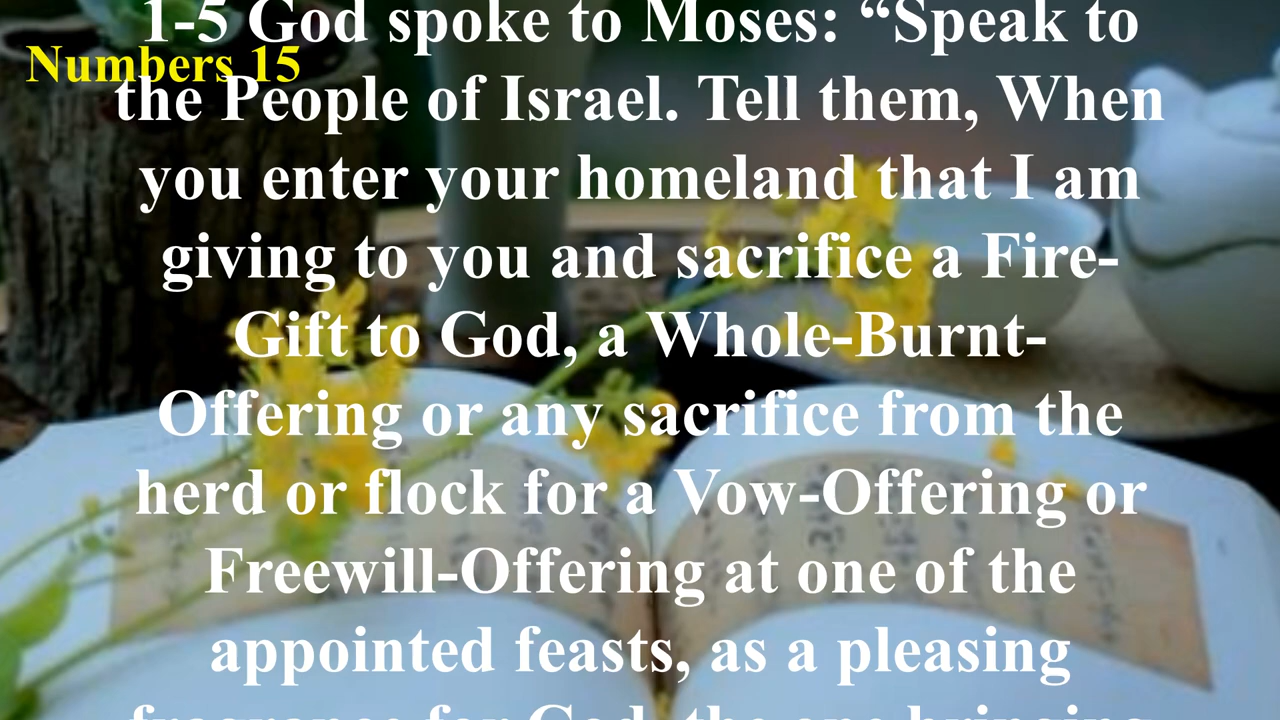 1-5 God spoke to Moses: “Speak to
Numbers 15
the People of Israel. Tell them, When
you enter your homeland that I am
giving to you and sacrifice a Fire-
Gift to God, a Whole-Burnt-
Offering or any sacrifice from the
herd or flock for a Vow-Offering or
Freewill-Offering at one of the
appointed feasts, as a pleasing
fragrance for God, the one bringing